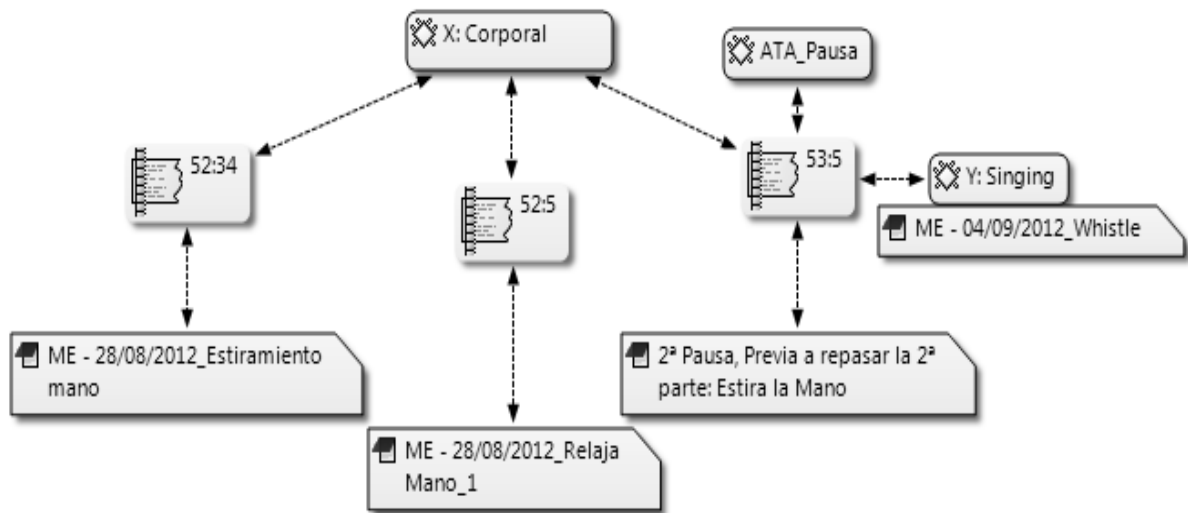 X: Corporal
ATA_Pausa
52:34
53:5
Y: Singing
52:5
ME - 04/09/2012_Whistle
ME - 28/08/2012_Estiramiento
mano
2ª Pausa, Previa a repasar la 2ª
parte: Estira la Mano
ME - 28/08/2012_Relaja
Mano_1